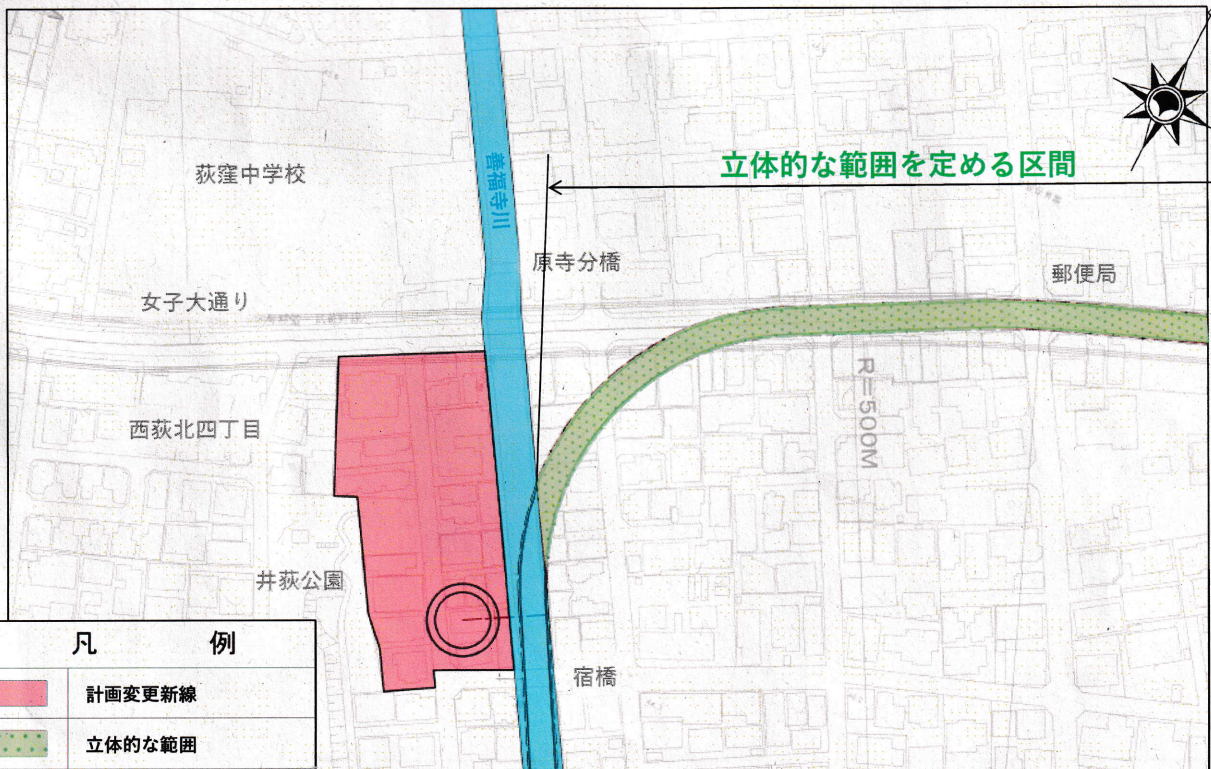 荻窪中学校
善福寺川
立体的な範囲を定める区間
原寺分橋
郵便局
女子大通り
R=500M
西荻北四丁目
井荻公園
宿橋
凡 例
計画変更新線
立体的な範囲